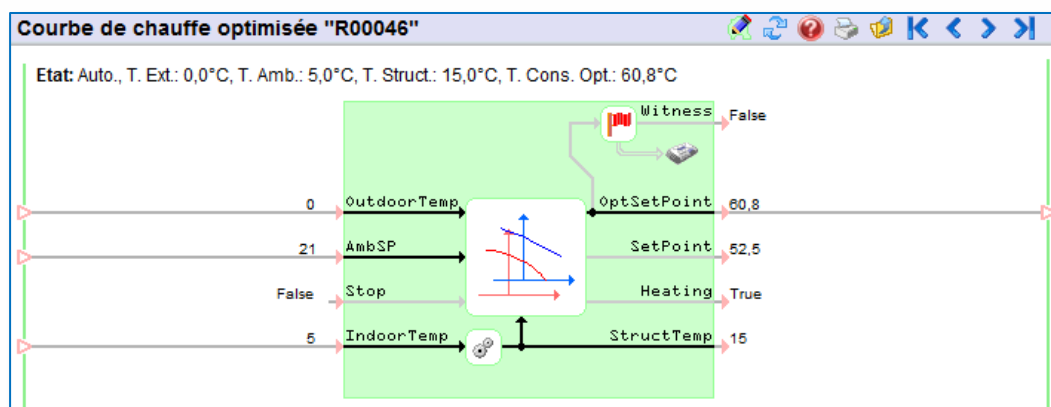 Courbe de chauffe optimisée "R00046"
Etat: Auto., T. Ext.: 0,0°C, T. Amb.: 5,0°C, T. Struct.: 15,0°C, T. Cons. Opt.: 60,8°C
Witness False
0 OutdoorTemp OptSetPoint 60,8
21 AmbSP SetPoint 52,5
False Stop Heating True
5 IndoorTemp StructTemp 15